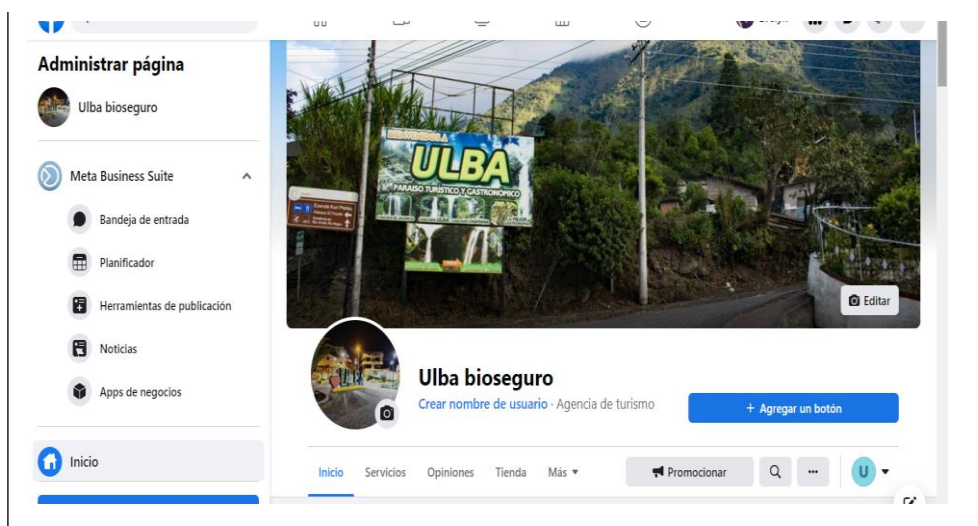 Administrar página
Ulba bioseguro
Meta Business Suite
Bandeja de entrada
Planificador
Herramientas de publicación
Noticias
Apps de negocios
Inicio
BIENVENIDOS A
ULBA
PARAISO TURISTICO Y GASTRONOMICO
Editar
Ulba bioseguro
Crear nombre de usuario · Agencia de turismo
+ Agregar un botón
Inicio Servicios Opiniones Tienda Más
Promocionar
U